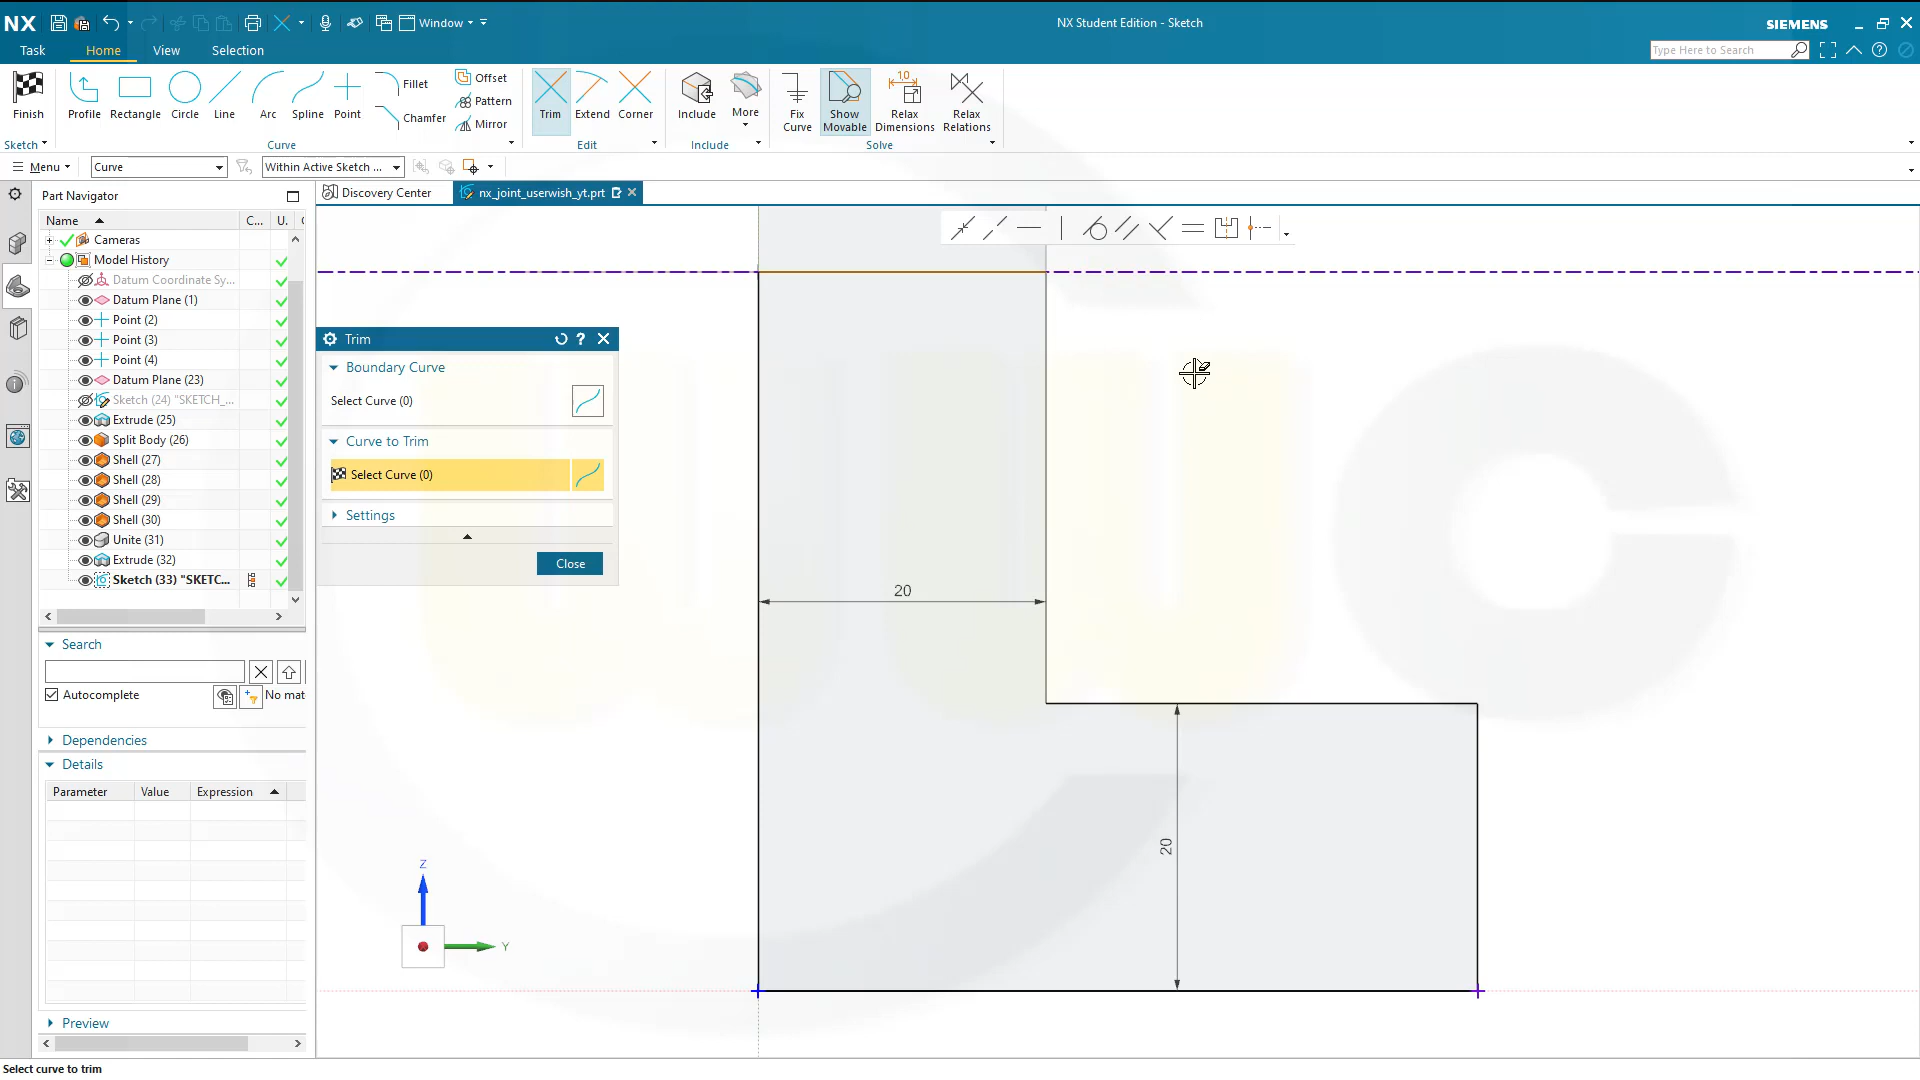 NX
Window
NX Student Edition - Sketch
SIEMENS
Task
Home
View
Selection
Type Here to Search
Finish
Profile
Rectangle
Circle
Line
Arc
Spline
Point
Fillet
Chamfer
Offset
Pattern
Mirror
Trim
Extend
Corner
Include
More
Fix
Curve
Show
Movable
Relax
Dimensions
Relax
Relations
Sketch
Curve
Edit
Include
Solve
Menu
Curve
Within Active Sketch ...
Part Navigator
Discovery Center
nx_joint_userwish_yt.prt
Name
C...
U.
Cameras
Model History
Datum Coordinate Sy...
Datum Plane (1)
Point (2)
Point (3)
Point (4)
Datum Plane (23)
Sketch (24) "SKETCH_...
Extrude (25)
Split Body (26)
Shell (27)
Shell (28)
Shell (29)
Shell (30)
Unite (31)
Extrude (32)
Sketch (33) "SKETC...
Trim
Boundary Curve
Select Curve (0)
Curve to Trim
Select Curve (0)
Settings
Close
20
20
Z
Y
Search
Autocomplete
No mat
Dependencies
Details
Parameter
Value
Expression
Preview
Select curve to trim